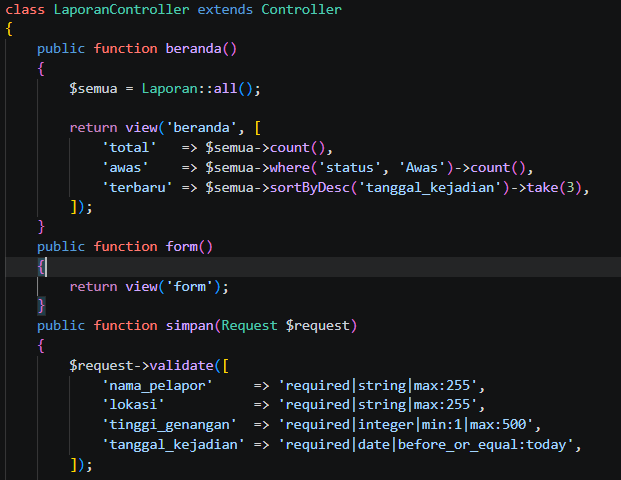 class LaporanController extends Controller
{
    public function beranda()
    {
        $semua = Laporan::all();

        return view('beranda', [
            'total'   => $semua->count(),
            'awas'    => $semua->where('status', 'Awas')->count(),
            'terbaru' => $semua->sortByDesc('tanggal_kejadian')->take(3),
        ]);
    }
    public function form()
    {
        return view('form');
    }
    public function simpan(Request $request)
    {
        $request->validate([
            'nama_pelapor'     => 'required|string|max:255',
            'lokasi'           => 'required|string|max:255',
            'tinggi_genangan'  => 'required|integer|min:1|max:500',
            'tanggal_kejadian' => 'required|date|before_or_equal:today',
        ]);